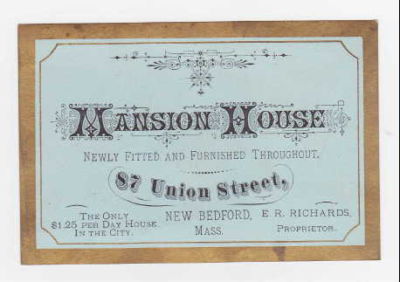 MANSION HOUSE
NEWLY FITTED AND FURNISHED THROUGHOUT.
87 Union Street,
THE ONLY
$1.25 PER DAY HOUSE
IN THE CITY.
NEW BEDFORD,
MASS.
E. R. RICHARDS,
PROPRIETOR.